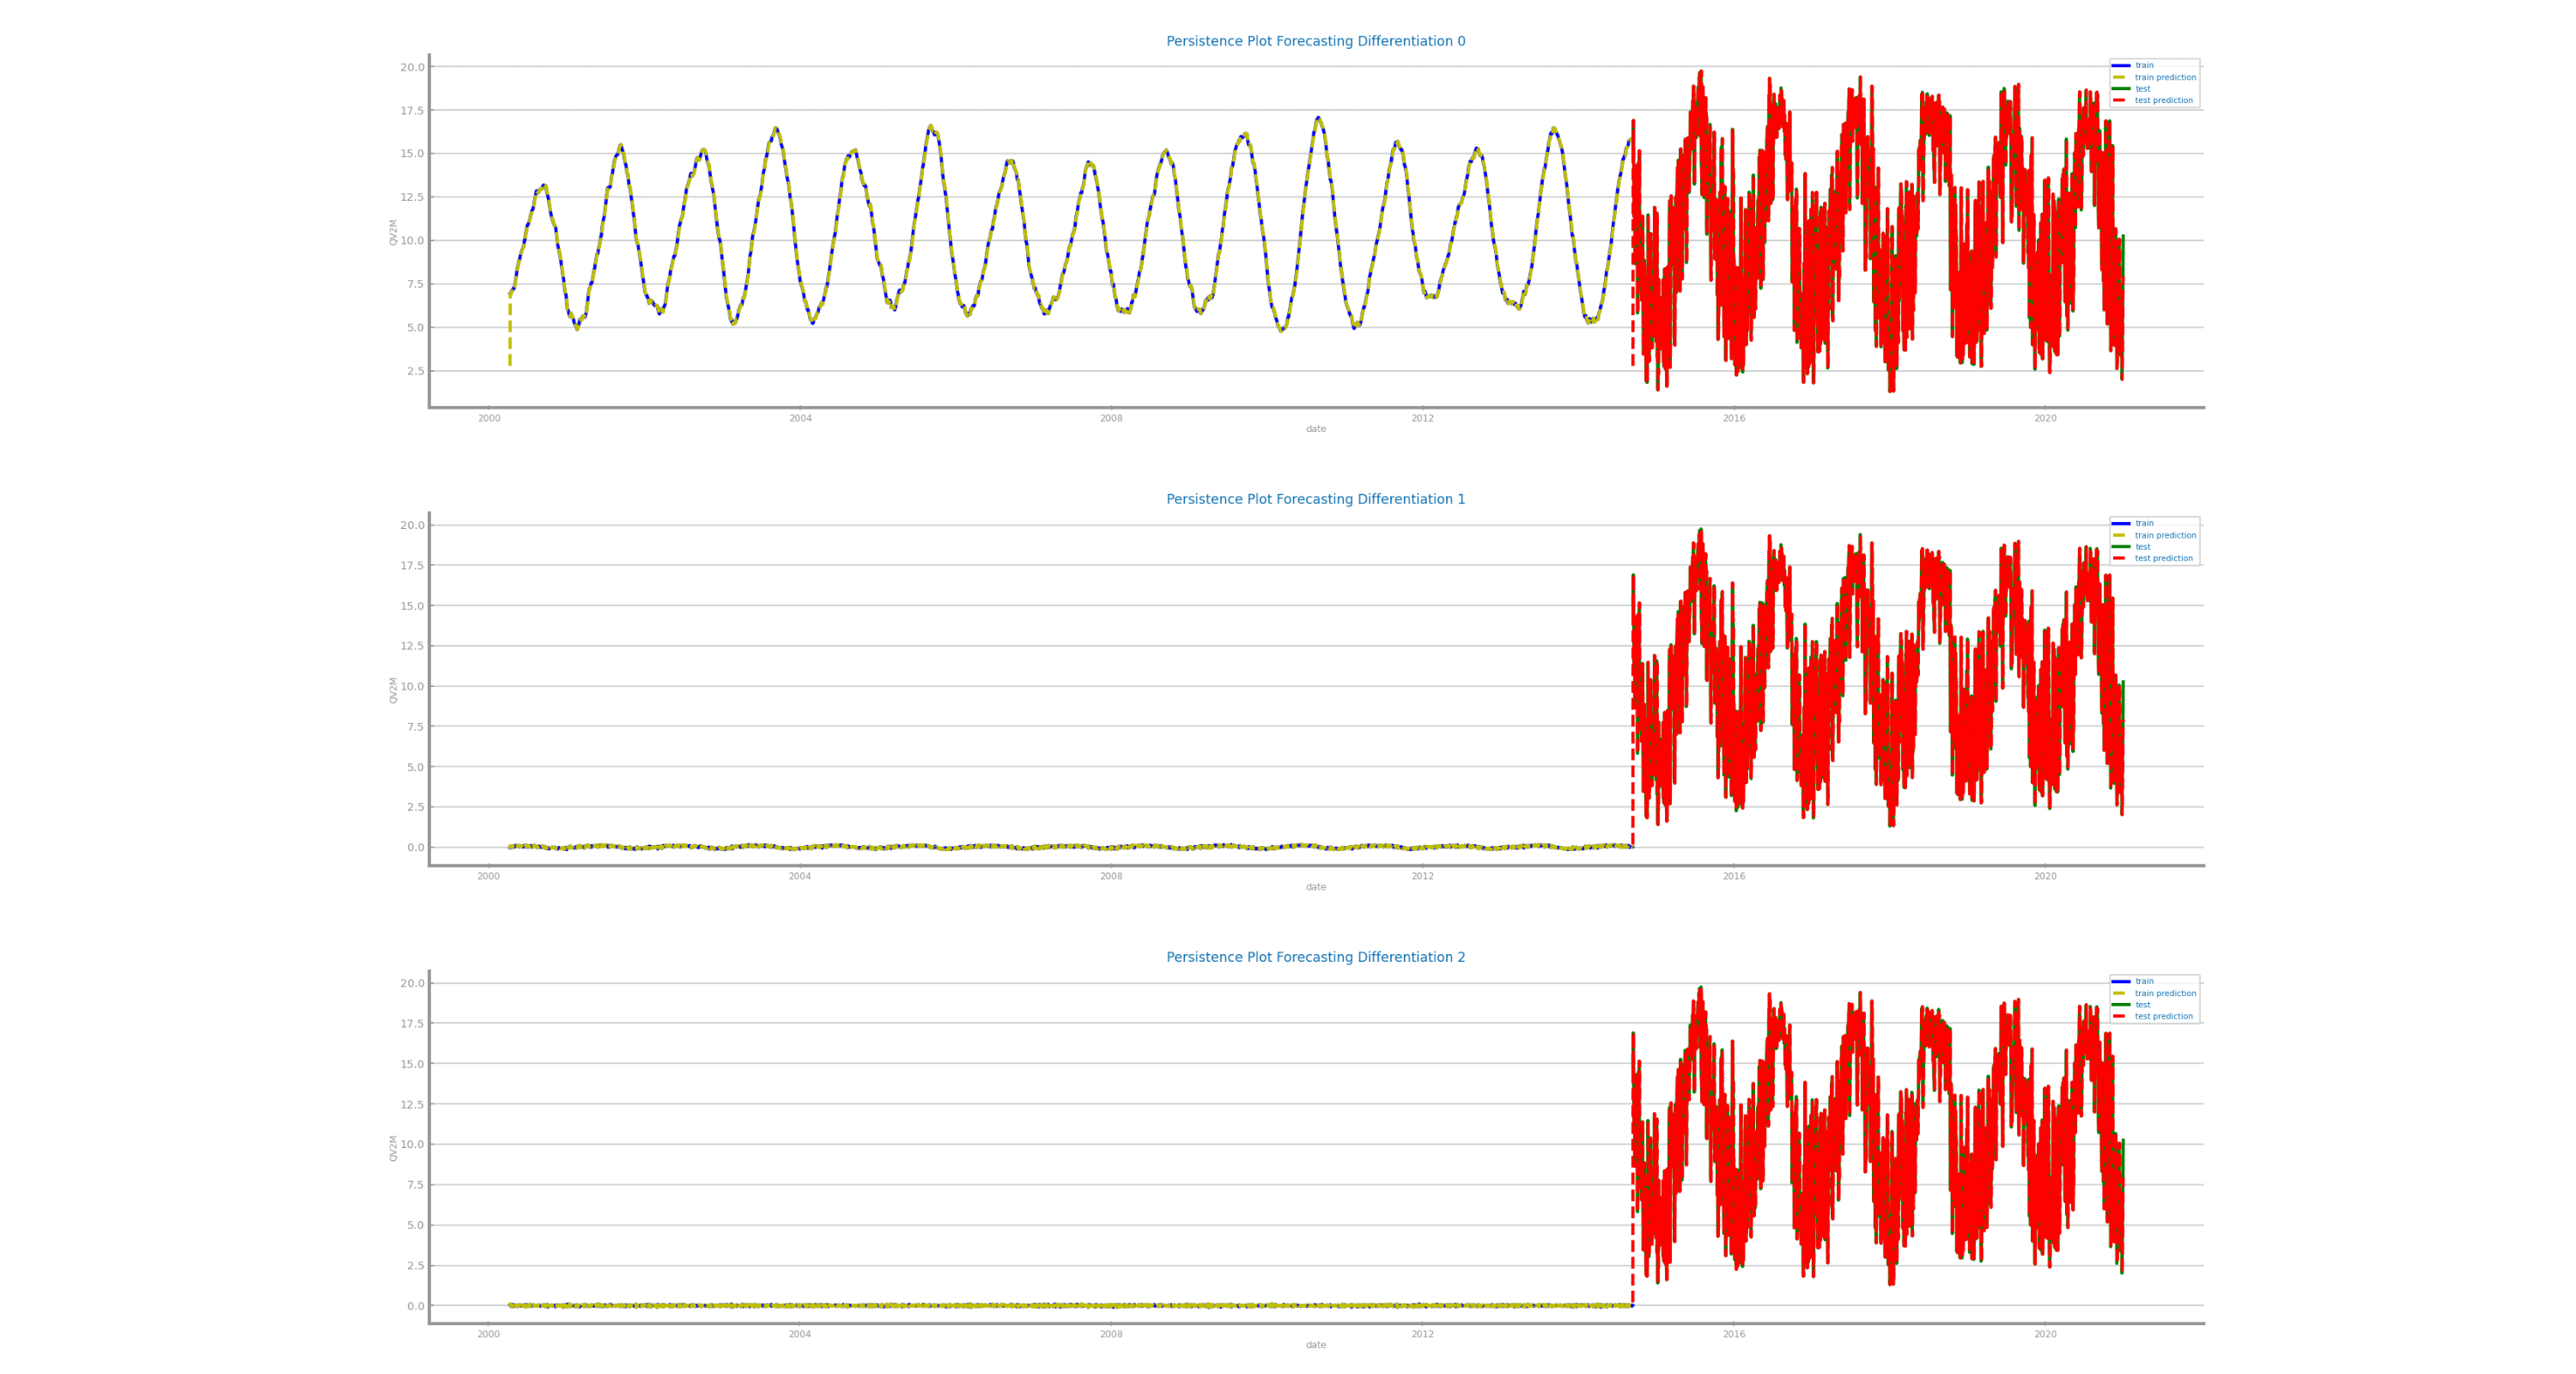 Persistence Plot Forecasting Differentiation 0
20.0
17.5
15.0
12.5
10.0
7.5
5.0
2.5
QV2M
train
train prediction
test
test prediction
2000 2004 2008 2012 2016 2020
date
Persistence Plot Forecasting Differentiation 1
20.0
17.5
15.0
12.5
10.0
7.5
5.0
2.5
0.0
QV2M
train
train prediction
test
test prediction
2000 2004 2008 2012 2016 2020
date
Persistence Plot Forecasting Differentiation 2
20.0
17.5
15.0
12.5
10.0
7.5
5.0
2.5
0.0
QV2M
train
train prediction
test
test prediction
2000 2004 2008 2012 2016 2020
date